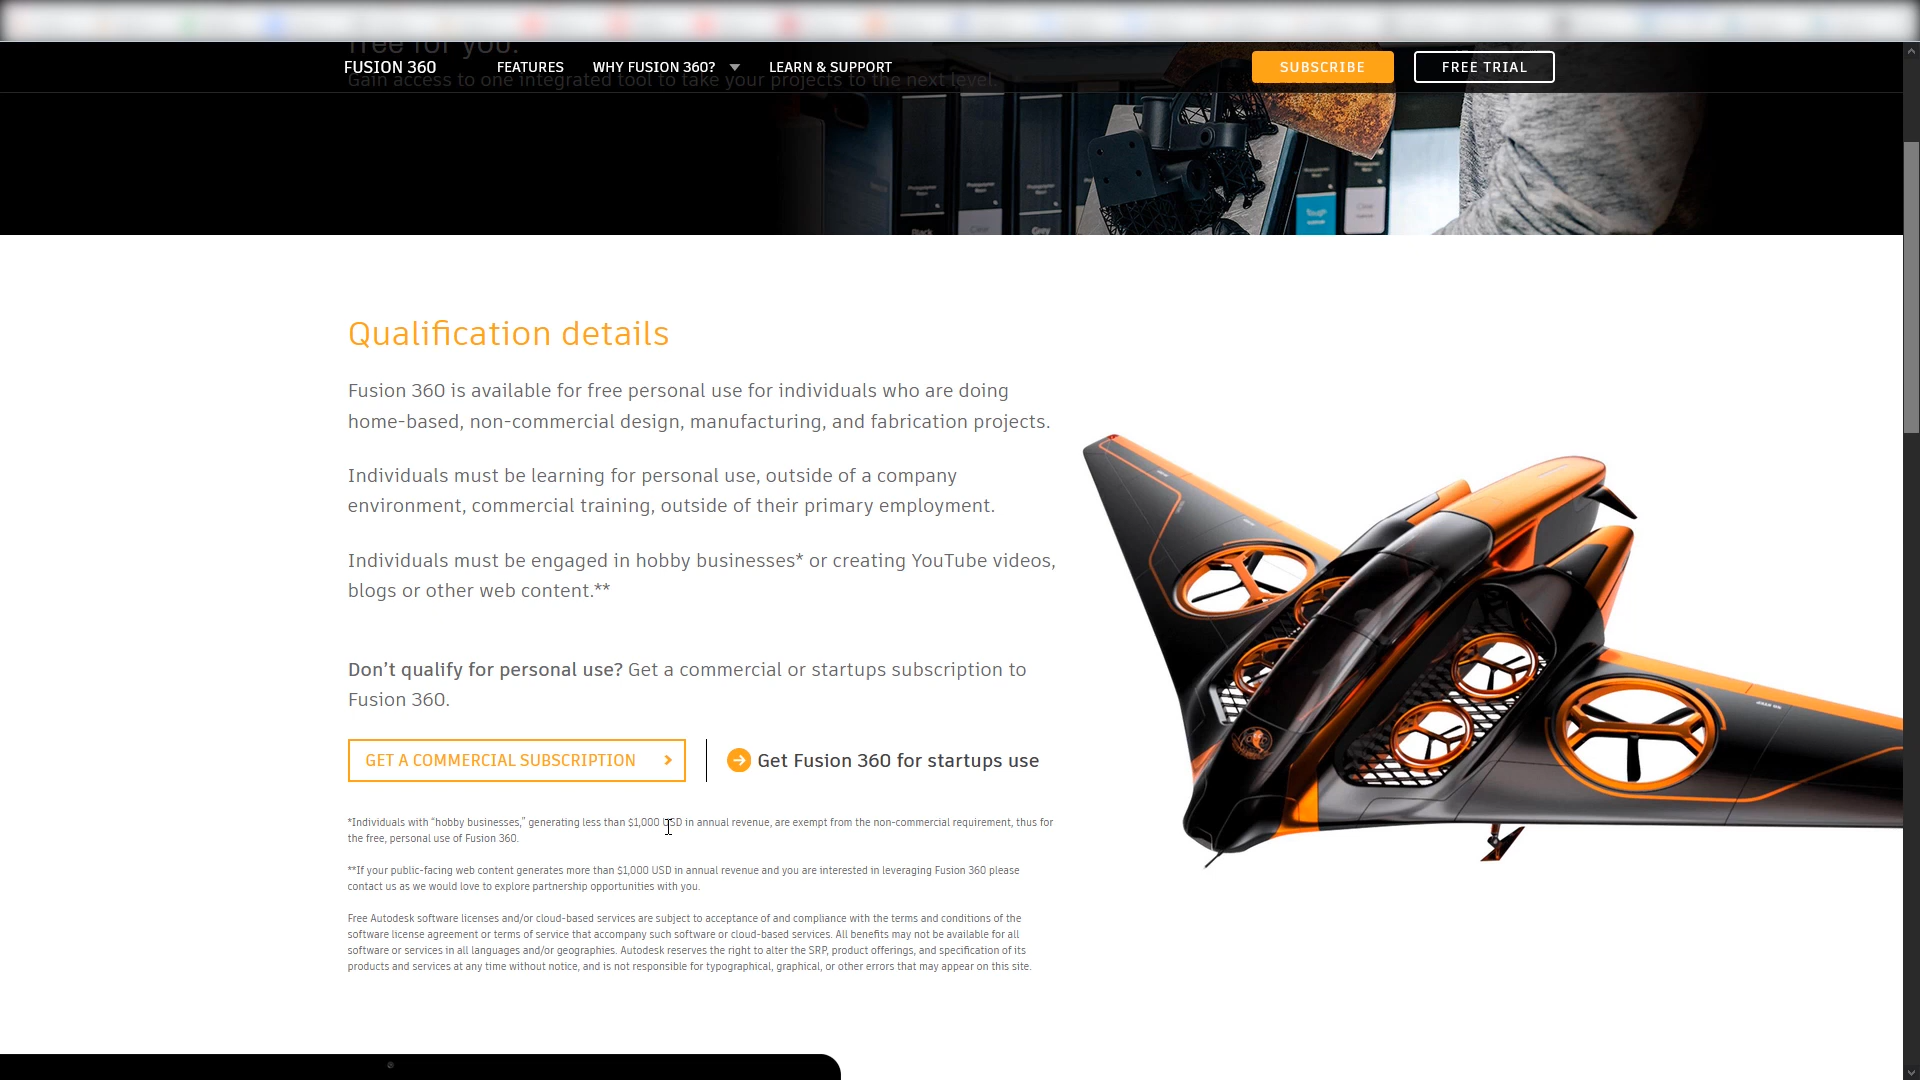 free for you.
FUSION 360 FEATURES WHY FUSION 360? LEARN & SUPPORT SUBSCRIBE FREE TRIAL
Gain access to one integrated tool to take your projects to the next level.
Black Clear Grey
Clear
Qualification details
Fusion 360 is available for free personal use for individuals who are doing
home-based, non-commercial design, manufacturing, and fabrication projects.
Individuals must be learning for personal use, outside of a company
environment, commercial training, outside of their primary employment.
Individuals must be engaged in hobby businesses* or creating YouTube videos,
blogs or other web content.**
Don’t qualify for personal use? Get a commercial or startups subscription to
Fusion 360.
GET A COMMERCIAL SUBSCRIPTION
Get Fusion 360 for startups use
*Individuals with “hobby businesses,” generating less than $1,000 USD in annual revenue, are exempt from the non-commercial requirement, thus for
the free, personal use of Fusion 360.
**If your public-facing web content generates more than $1,000 USD in annual revenue and you are interested in leveraging Fusion 360 please
contact us as we would love to explore partnership opportunities with you.
Free Autodesk software licenses and/or cloud-based services are subject to acceptance of and compliance with the terms and conditions of the
software license agreement or terms of service that accompany such software or cloud-based services. All benefits may not be available for all
software or services in all languages and/or geographies. Autodesk reserves the right to alter the SRP, product offerings, and specification of its
products and services at any time without notice, and is not responsible for typographical, graphical, or other errors that may appear on this site.